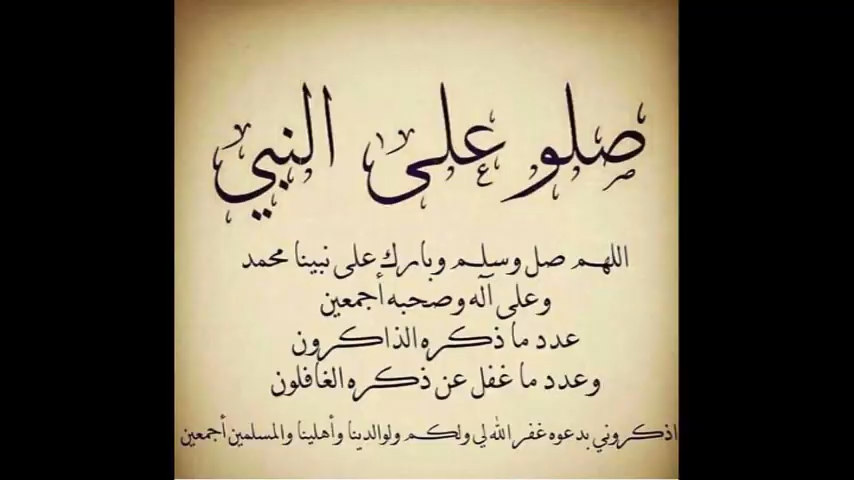 صلو على النبي
اللهم صل وسلم وبارك على نبينا محمد
وعلى آله وصحبه أجمعين
عدد ما ذكره الذاكرون
وعدد ما غفل عن ذكره الغافلون
اذكروني بدعوه غفر الله لي ولكم ولوالدينا وأهلينا والمسلمين أجمعين